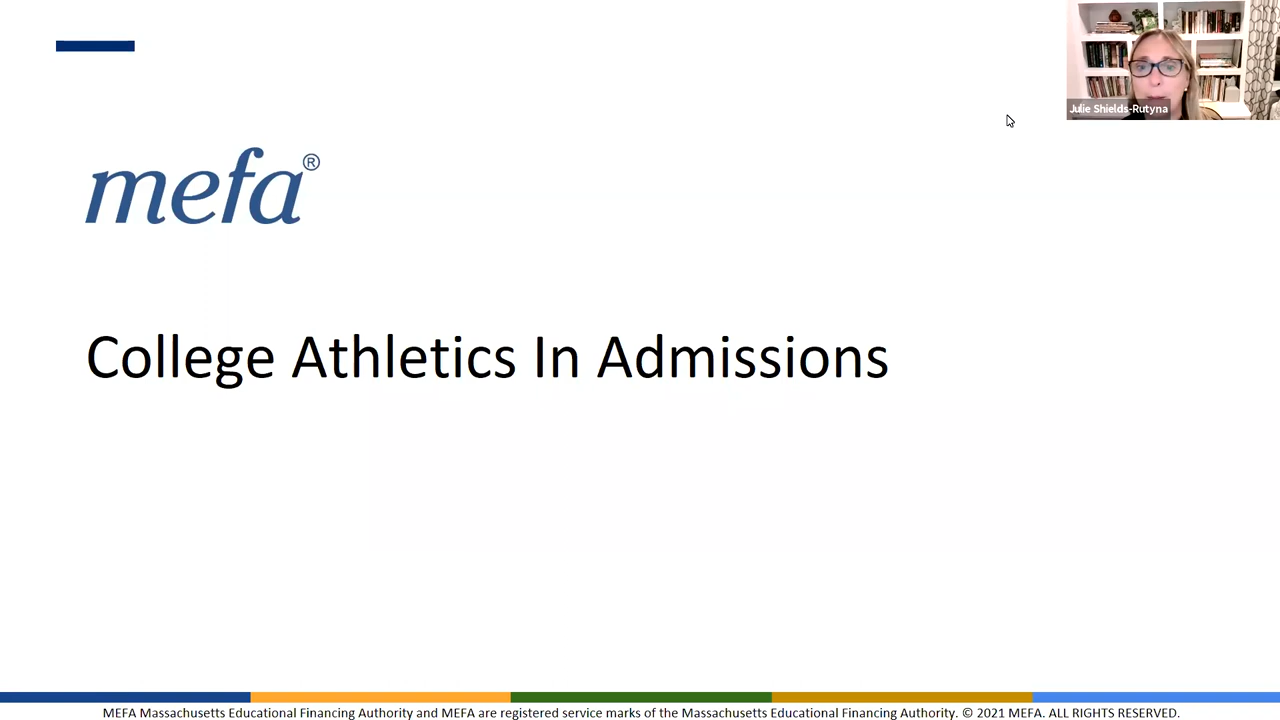 Julie Shields-Rutyna
mefa®
College Athletics In Admissions
MEFA Massachusetts Educational Financing Authority and MEFA are registered service marks of the Massachusetts Educational Financing Authority. © 2021 MEFA. ALL RIGHTS RESERVED.